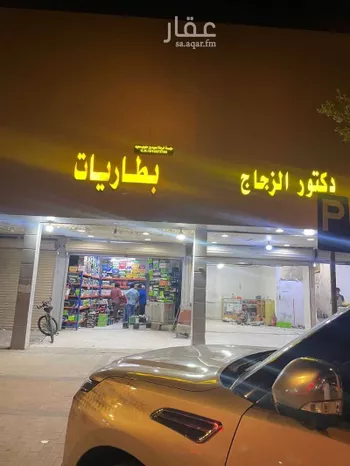 عقار
sa.aqar.fm
بطاريات
دكتور الزجاج
P